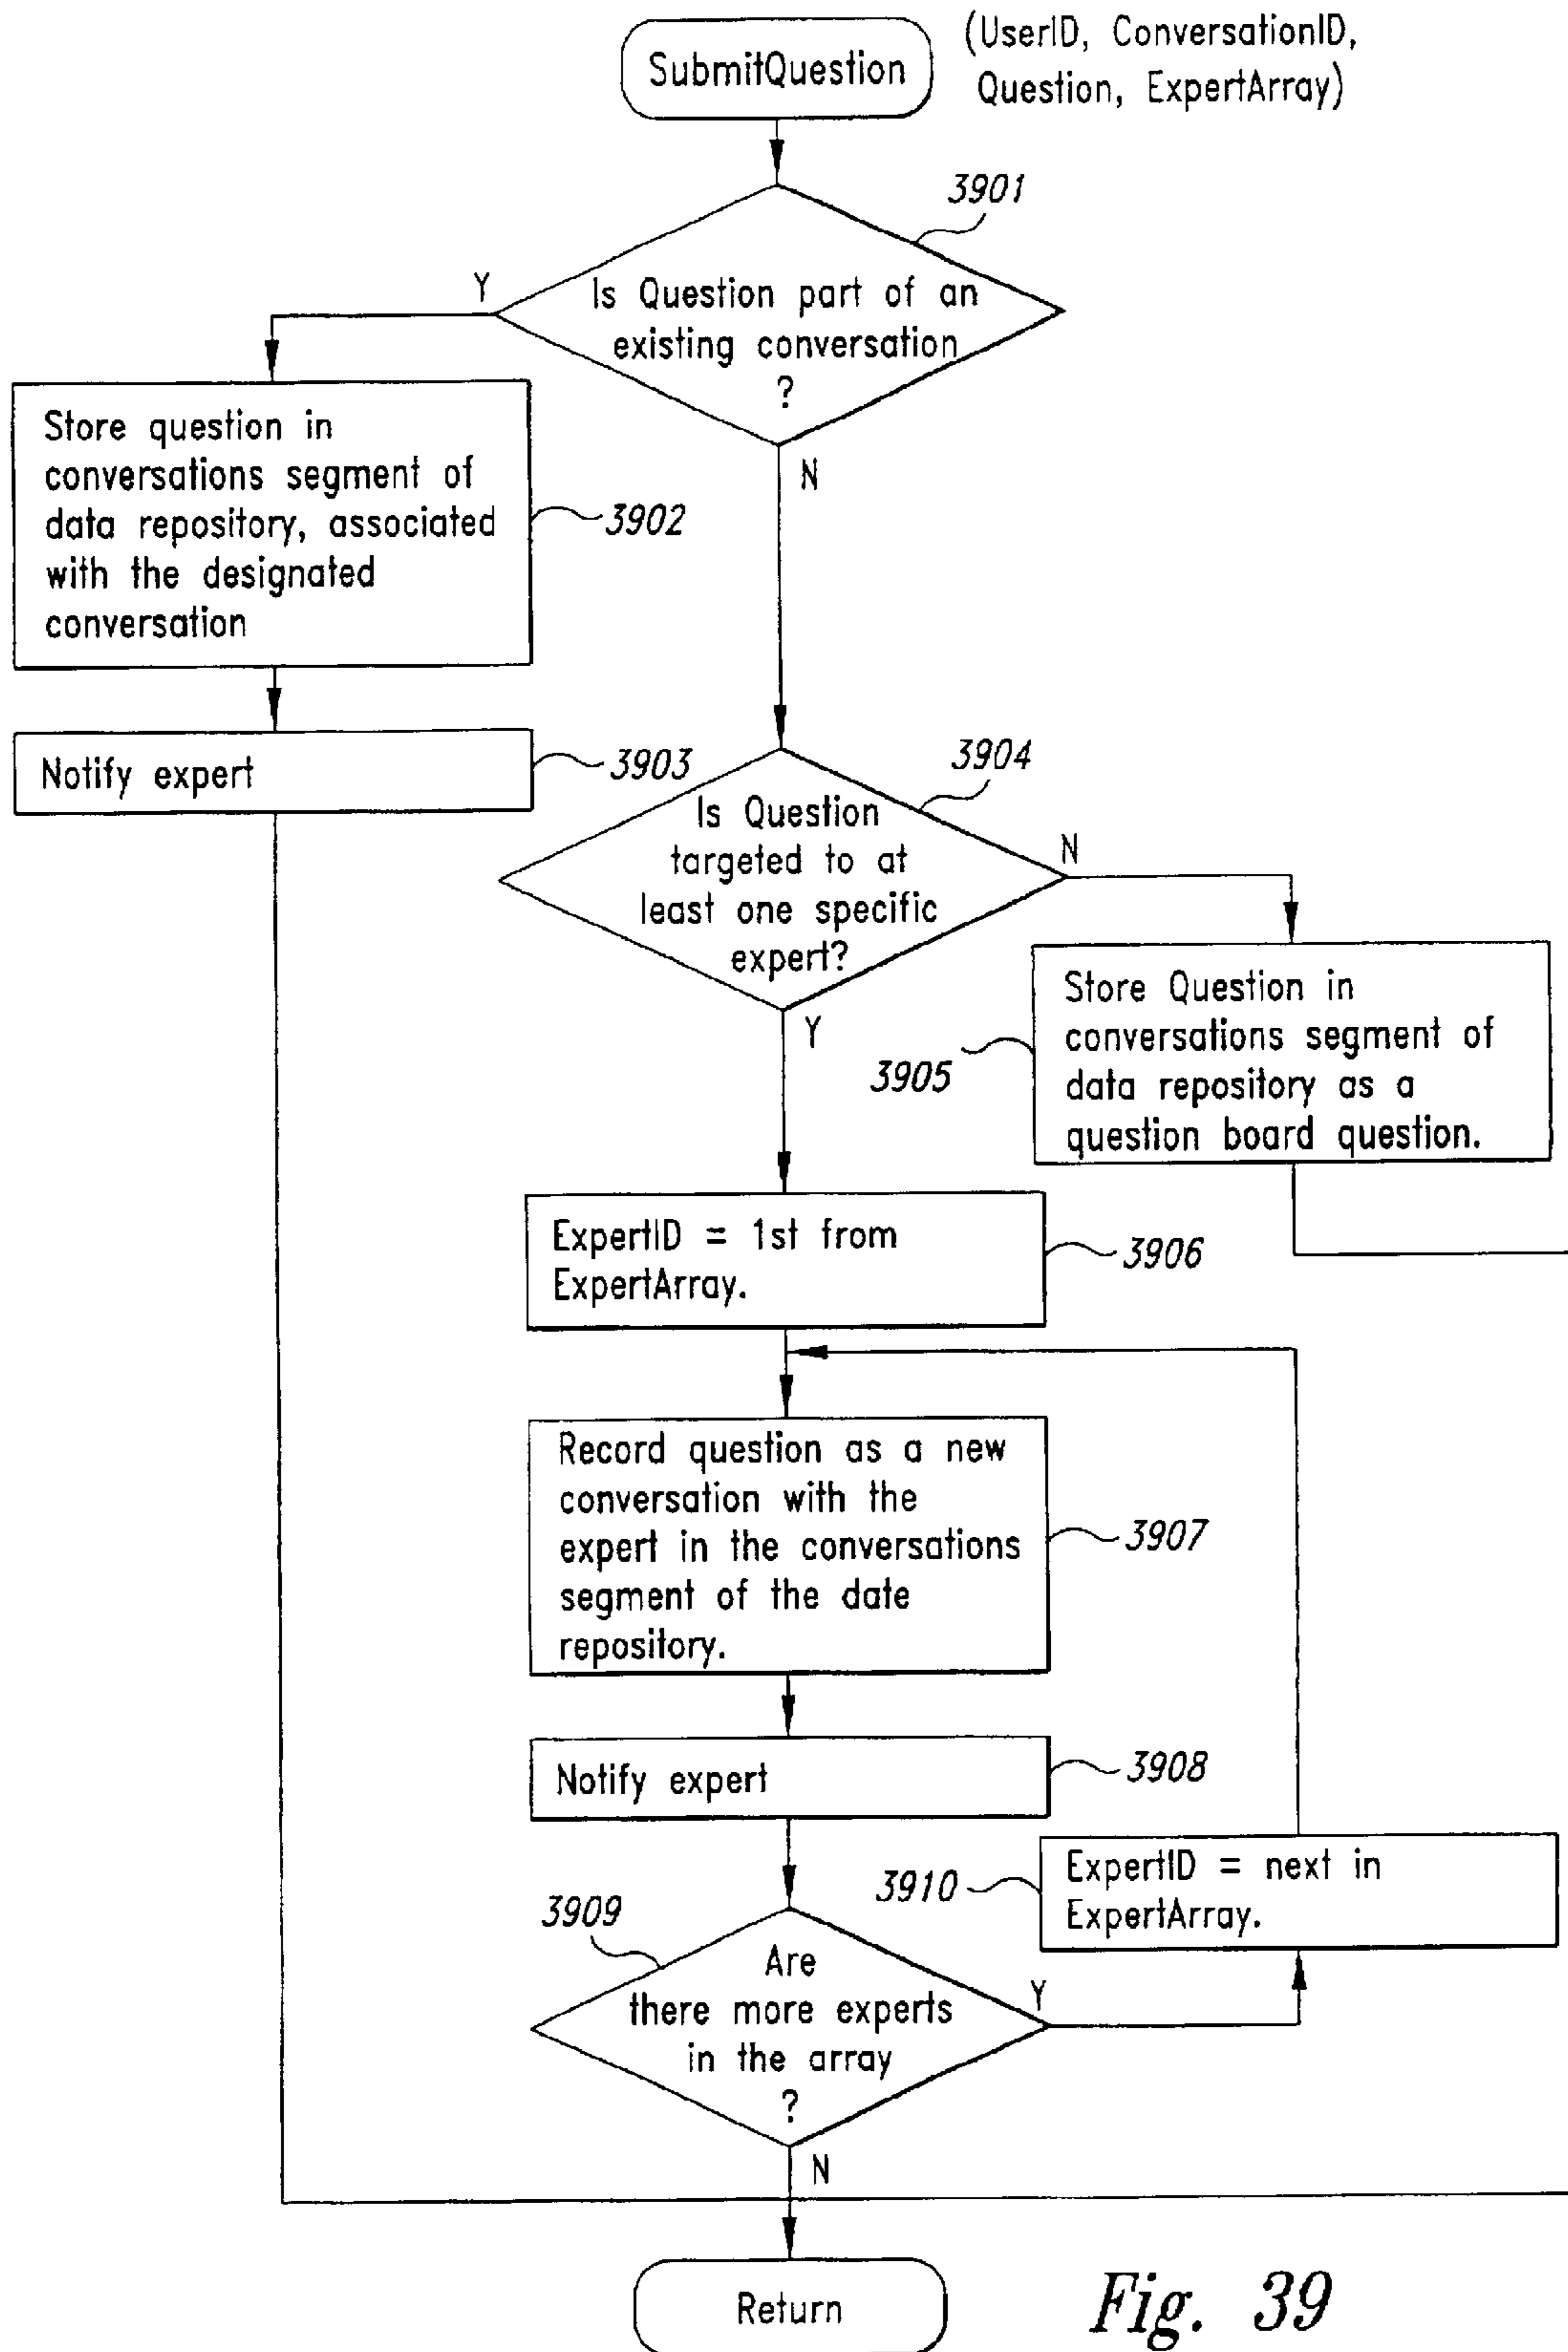 SubmitQuestion
(UserID, ConversationID,
Question, ExpertArray)
3901
Y
Is Question part of an
existing conversation
?
N
Store question in
conversations segment of
data repository, associated
with the designated
conversation
3902
Notify expert
3903
3904
Is Question
targeted to at
least one specific
expert?
N
Y
Store Question in
conversations segment of
data repository as a
question board question.
3905
ExpertID = 1st from
ExpertArray.
3906
Record question as a new
conversation with the
expert in the conversations
segment of the date
repository.
3907
Notify expert
3908
3910
ExpertID = next in
ExpertArray.
3909
Are
there more experts
in the array
?
Y
N
Return
Fig. 39